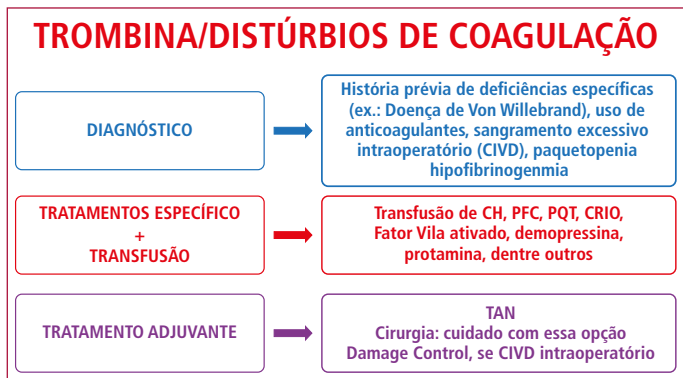 TROMBINA/DISTÚRBIOS DE COAGULAÇÃO
DIAGNÓSTICO
História prévia de deficiências específicas
(ex.: Doença de Von Willebrand), uso de
anticoagulantes, sangramento excessivo
intraoperatório (CIVD), paquetopenia
hipofibrinogenmia
TRATAMENTOS ESPECÍFICO
+
TRANSFUSÃO
Transfusão de CH, PFC, PQT, CRIO,
Fator Vila ativado, demopressina,
protamina, dentre outros
TRATAMENTO ADJUVANTE
TAN
Cirurgia: cuidado com essa opção
Damage Control, se CIVD intraoperatório